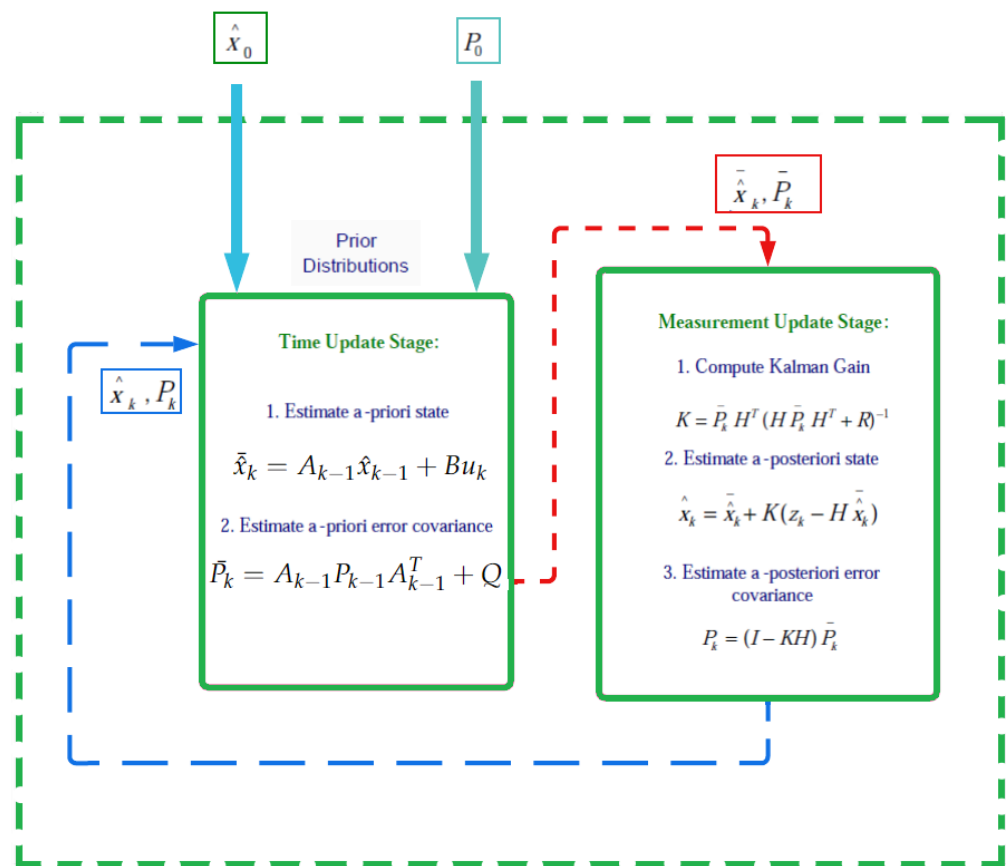 x̂₀
P₀
x̄̂ₖ, P̄ₖ
Prior
Distributions
Time Update Stage:
x̂ₖ, Pₖ
1. Estimate a-priori state
x̄̂ₖ = Aₖ₋₁x̂ₖ₋₁ + Buₖ
2. Estimate a-priori error covariance
P̄ₖ = Aₖ₋₁Pₖ₋₁Aᵀₖ₋₁ + Q
Measurement Update Stage:
1. Compute Kalman Gain
K = P̄ₖ Hᵀ (H P̄ₖ Hᵀ + R)⁻¹
2. Estimate a-posteriori state
x̂ₖ = x̄̂ₖ + K(zₖ − H x̄̂ₖ)
3. Estimate a-posteriori error
covariance
Pₖ = (I − KH) P̄ₖ